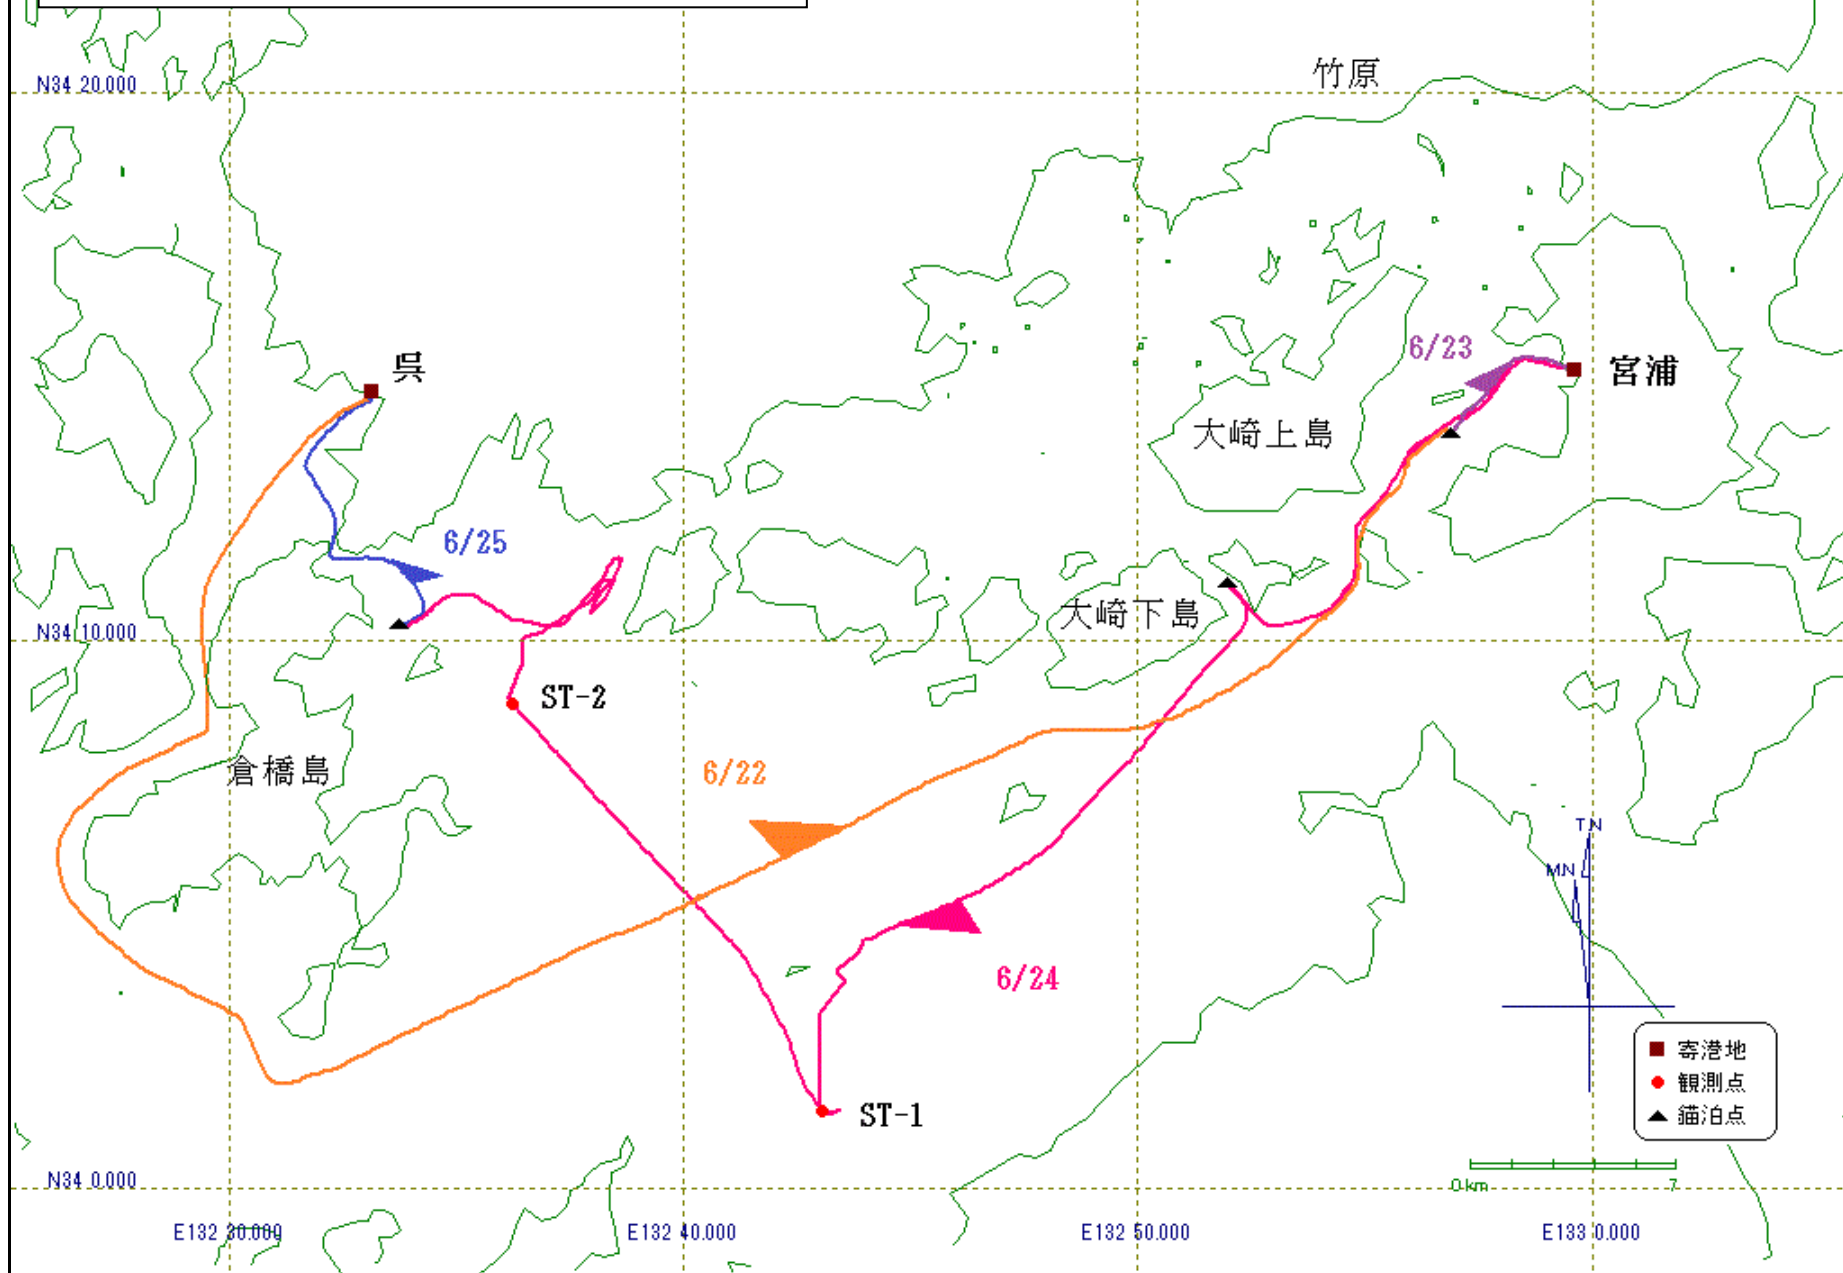 竹原
N34 20.000
6/23
宮浦
呉
大崎上島
6/25
大崎下島
N34 10.000
ST-2
倉橋島
6/22
T.N
M.N
6/24
寄港地
観測点
錨泊点
ST-1
N34 0.000
0 km 7
E132 30.000
E132 40.000
E132 50.000
E133 0.000